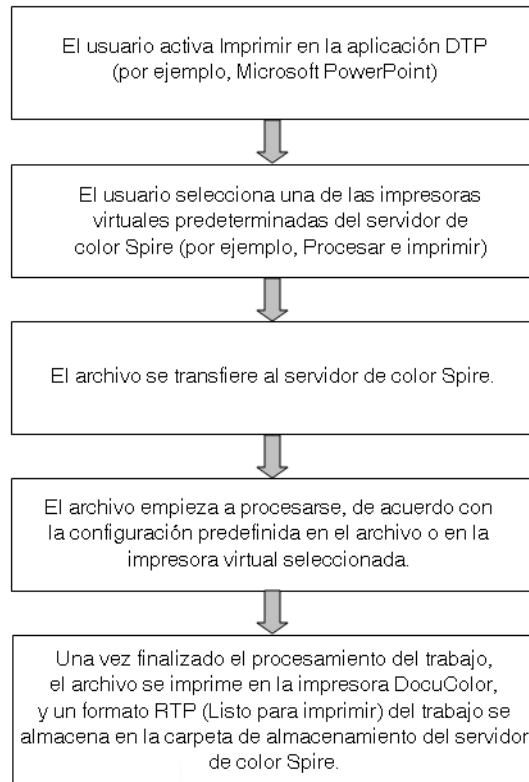 El usuario activa Imprimir en la aplicación DTP
(por ejemplo, Microsoft PowerPoint)
El usuario selecciona una de las impresoras
virtuales predeterminadas del servidor de
color Spire (por ejemplo, Procesar e imprimir)
El archivo se transfiere al servidor de color Spire.
El archivo empieza a procesarse, de acuerdo con
la configuración predefinida en el archivo o en la
impresora virtual seleccionada.
Una vez finalizado el procesamiento del trabajo,
el archivo se imprime en la impresora DocuColor,
y un formato RTP (Listo para imprimir) del trabajo se
almacena en la carpeta de almacenamiento del servidor
de color Spire.